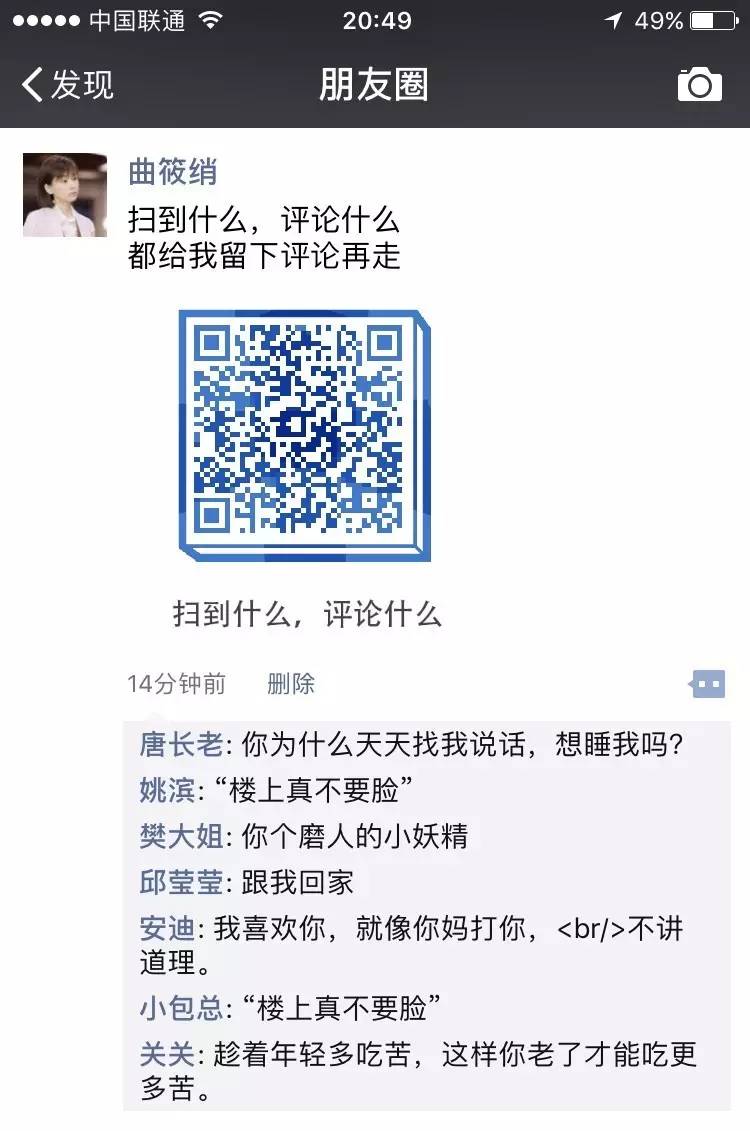 中国联通 20:49 49%
发现 朋友圈
曲筱绡
扫到什么，评论什么
都给我留下评论再走
扫到什么，评论什么
14分钟前 删除
唐长老: 你为什么天天找我说话，想睡我吗?
姚滨: “楼上真不要脸”
樊大姐: 你个磨人的小妖精
邱莹莹: 跟我回家
安迪: 我喜欢你，就像你妈打你，<br/>不讲
道理。
小包总: “楼上真不要脸”
关关: 趁着年轻多吃苦，这样你老了才能吃更
多苦。